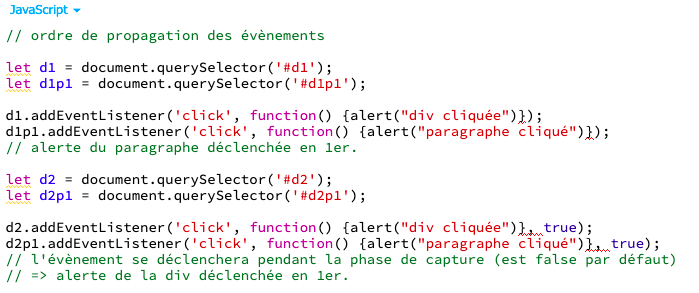 JavaScript
// ordre de propagation des évènements
let d1 = document.querySelector('#d1');
let d1p1 = document.querySelector('#d1p1');
d1.addEventListener('click', function() {alert("div cliquée")});
d1p1.addEventListener('click', function() {alert("paragraphe cliqué")});
// alerte du paragraphe déclenchée en 1er.
let d2 = document.querySelector('#d2');
let d2p1 = document.querySelector('#d2p1');
d2.addEventListener('click', function() {alert("div cliquée")}, true);
d2p1.addEventListener('click', function() {alert("paragraphe cliqué")}, true);
// l'évènement se déclenchera pendant la phase de capture (est false par défaut)
// => alerte de la div déclenchée en 1er.